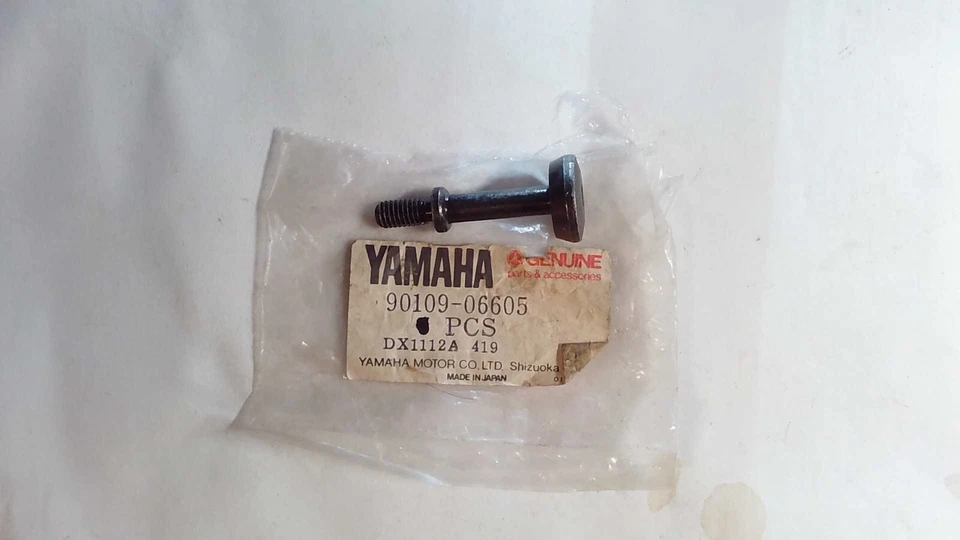 YAMAHA GENUINE
parts & accessories
90109-06605
PCS
DX1112A 419
YAMAHA MOTOR CO., LTD. Shizuoka
MADE IN JAPAN